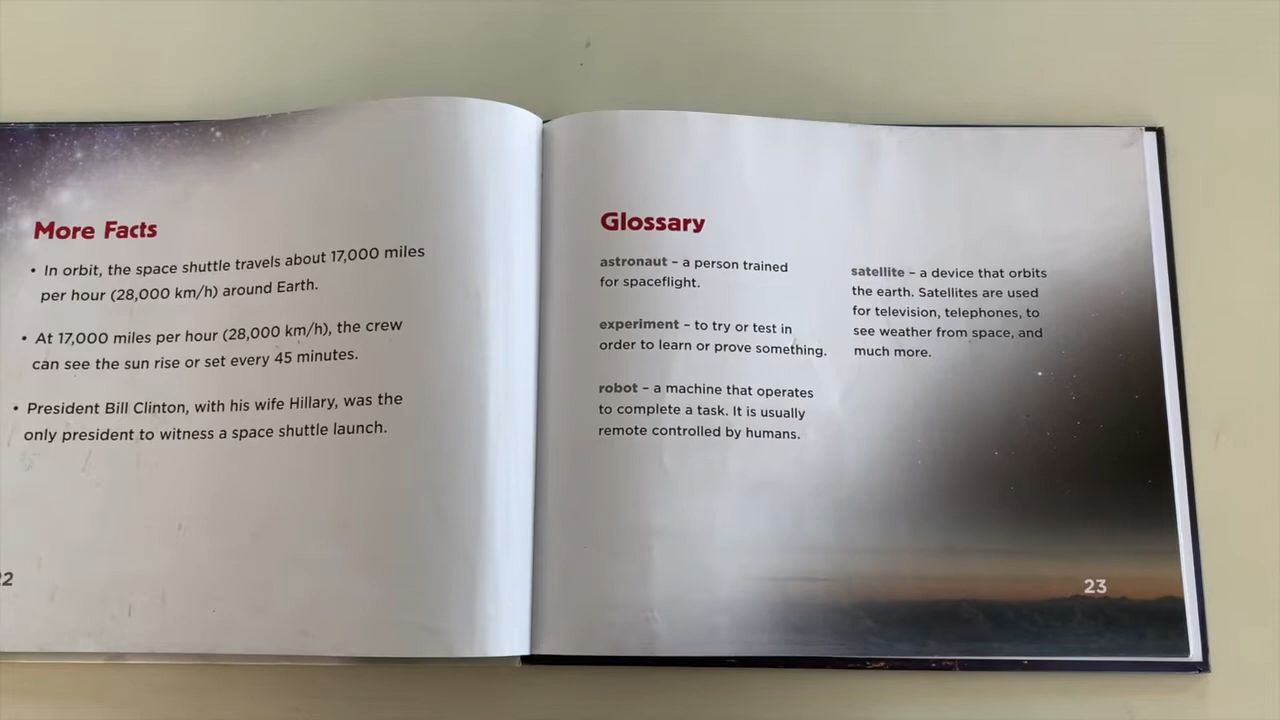 More Facts
• In orbit, the space shuttle travels about 17,000 miles
per hour (28,000 km/h) around Earth.
• At 17,000 miles per hour (28,000 km/h), the crew
can see the sun rise or set every 45 minutes.
• President Bill Clinton, with his wife Hillary, was the
only president to witness a space shuttle launch.
22
Glossary
astronaut – a person trained
for spaceflight.
experiment – to try or test in
order to learn or prove something.
robot – a machine that operates
to complete a task. It is usually
remote controlled by humans.
satellite – a device that orbits
the earth. Satellites are used
for television, telephones, to
see weather from space, and
much more.
23